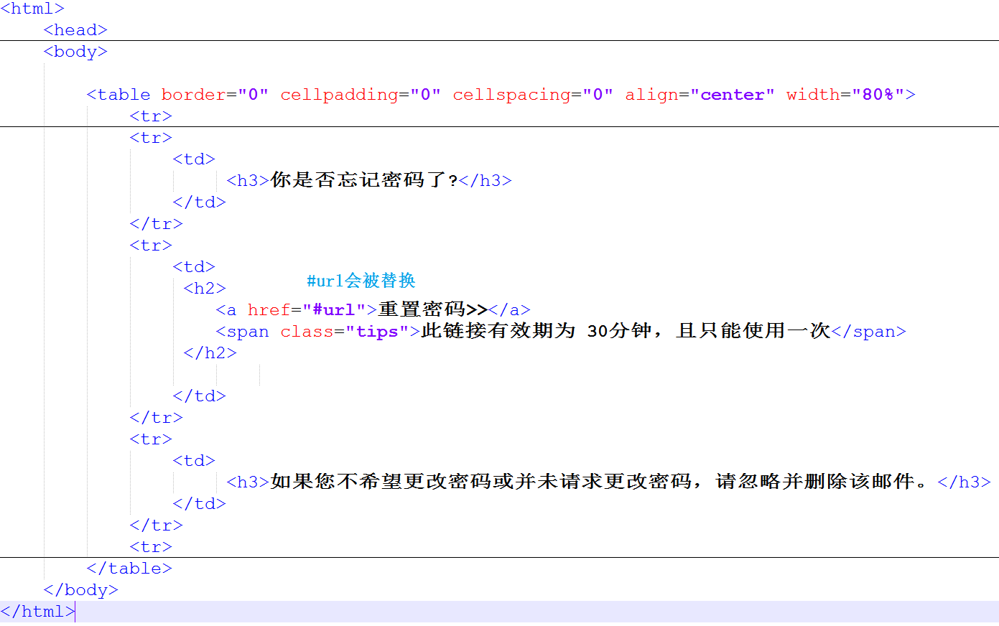 <html>
<head>
<body>
<table border="0" cellpadding="0" cellspacing="0" align="center" width="80%">
<tr>
<tr>
<td>
<h3>你是否忘记密码了?</h3>
</td>
</tr>
<tr>
<td>
#url会被替换
<h2>
<a href="#url">重置密码>></a>
<span class="tips">此链接有效期为 30分钟，且只能使用一次</span>
</h2>
</td>
</tr>
<tr>
<td>
<h3>如果您不希望更改密码或并未请求更改密码，请忽略并删除该邮件。</h3>
</td>
</tr>
<tr>
</table>
</body>
</html>